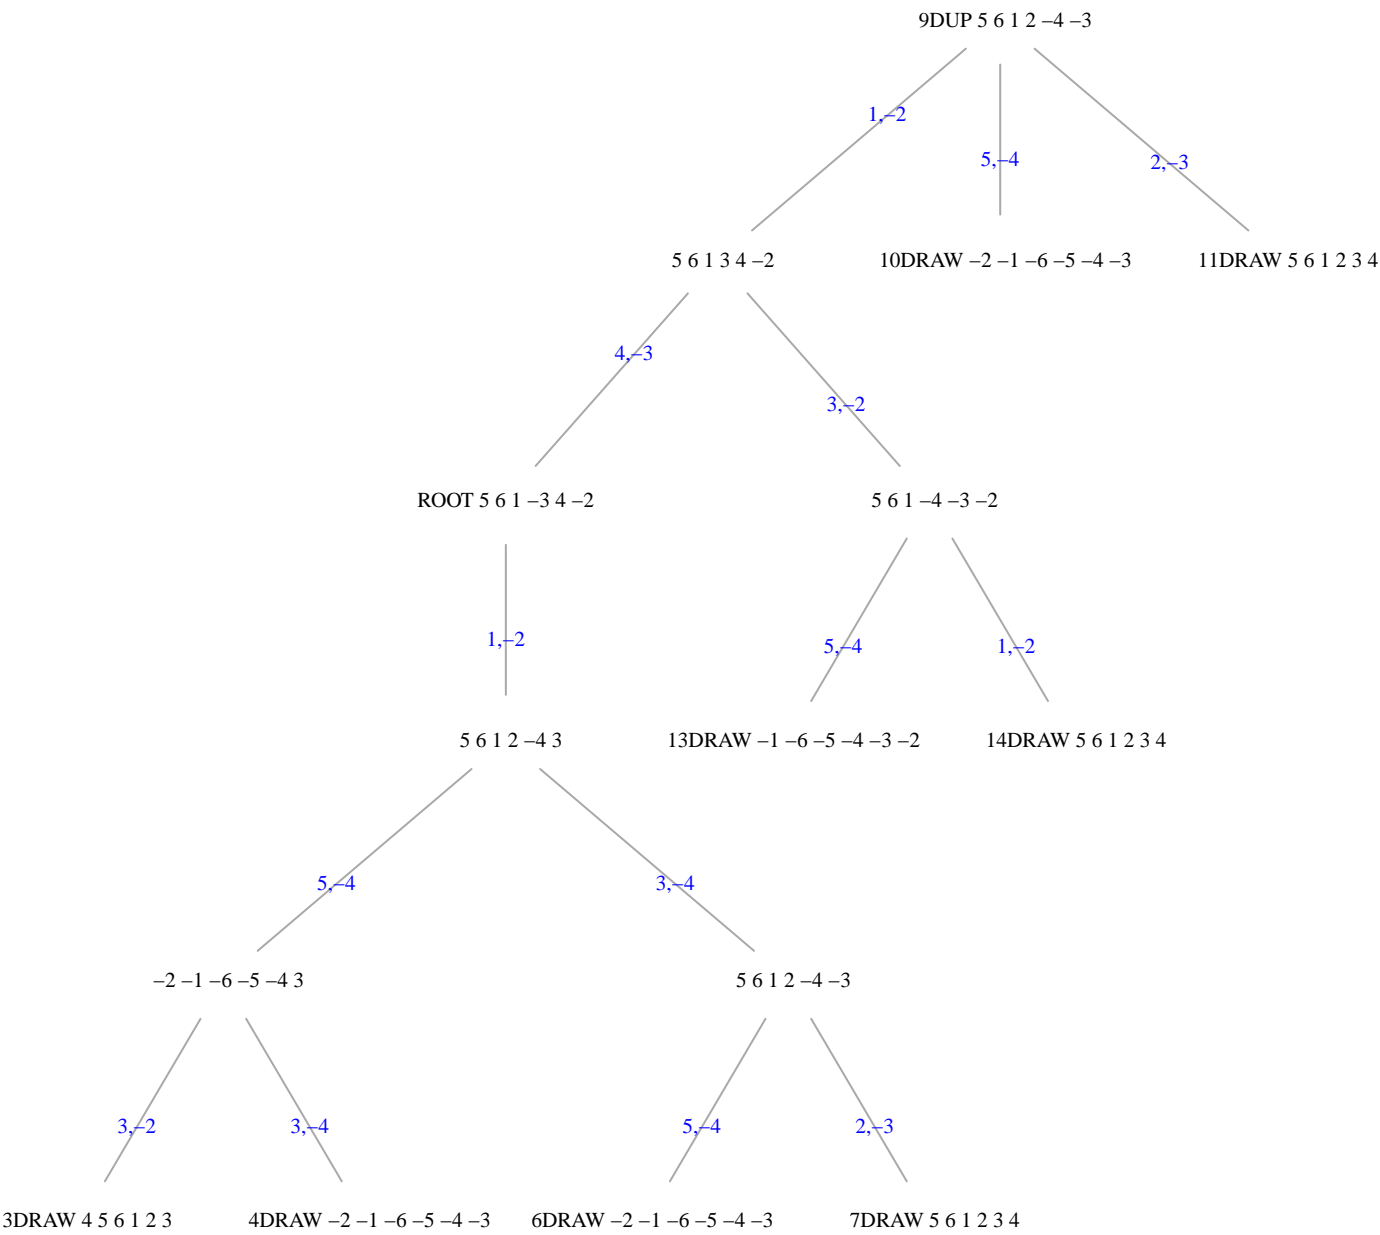 9DUP 5 6 1 2 –4 –3
1,–2
5,–4
2,–3
5 6 1 3 4 –2
10DRAW –2 –1 –6 –5 –4 –3
11DRAW 5 6 1 2 3 4
4,–3
3,–2
ROOT 5 6 1 –3 4 –2
5 6 1 –4 –3 –2
1,–2
5,–4
1,–2
5 6 1 2 –4 3
13DRAW –1 –6 –5 –4 –3 –2
14DRAW 5 6 1 2 3 4
5,–4
3,–4
–2 –1 –6 –5 –4 3
5 6 1 2 –4 –3
3,–2
3,–4
5,–4
2,–3
3DRAW 4 5 6 1 2 3
4DRAW –2 –1 –6 –5 –4 –3
6DRAW –2 –1 –6 –5 –4 –3
7DRAW 5 6 1 2 3 4